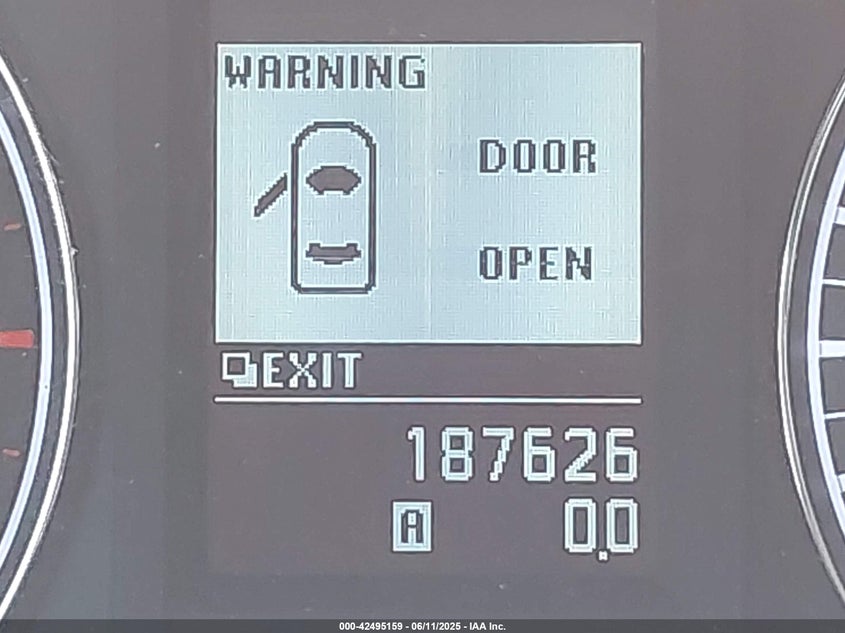 WARNING
DOOR
OPEN
EXIT
187626
A 0.0
000-42495159 - 06/11/2025 - IAA Inc.